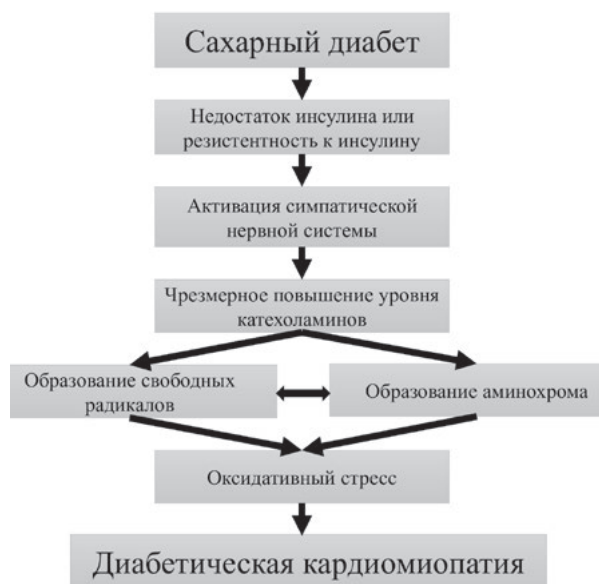 Сахарный диабет
Недостаток инсулина или
резистентность к инсулину
Активация симпатической
нервной системы
Чрезмерное повышение уровня
катехоламинов
Образование свободных
радикалов
Образование аминохрома
Оксидативный стресс
Диабетическая кардиомиопатия